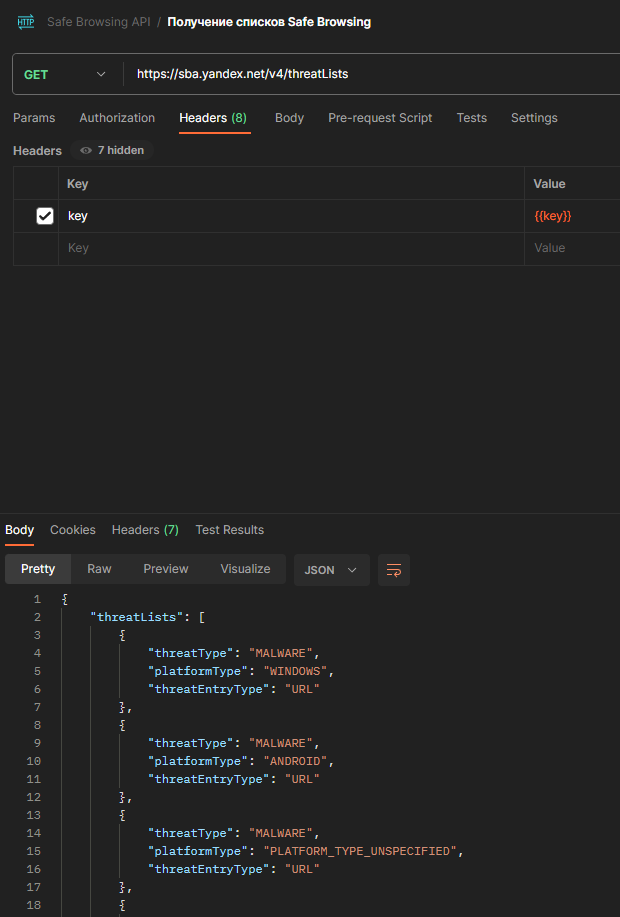 HTTP Safe Browsing API / Получение списков Safe Browsing
GET https://sba.yandex.net/v4/threatLists
Params Authorization Headers (8) Body Pre-request Script Tests Settings
Headers 7 hidden
Key Value
key {{key}}
Key Value
Body Cookies Headers (7) Test Results
Pretty Raw Preview Visualize JSON
1 {
2 "threatLists": [
3 {
4 "threatType": "MALWARE",
5 "platformType": "WINDOWS",
6 "threatEntryType": "URL"
7 },
8 {
9 "threatType": "MALWARE",
10 "platformType": "ANDROID",
11 "threatEntryType": "URL"
12 },
13 {
14 "threatType": "MALWARE",
15 "platformType": "PLATFORM_TYPE_UNSPECIFIED",
16 "threatEntryType": "URL"
17 },
18 {